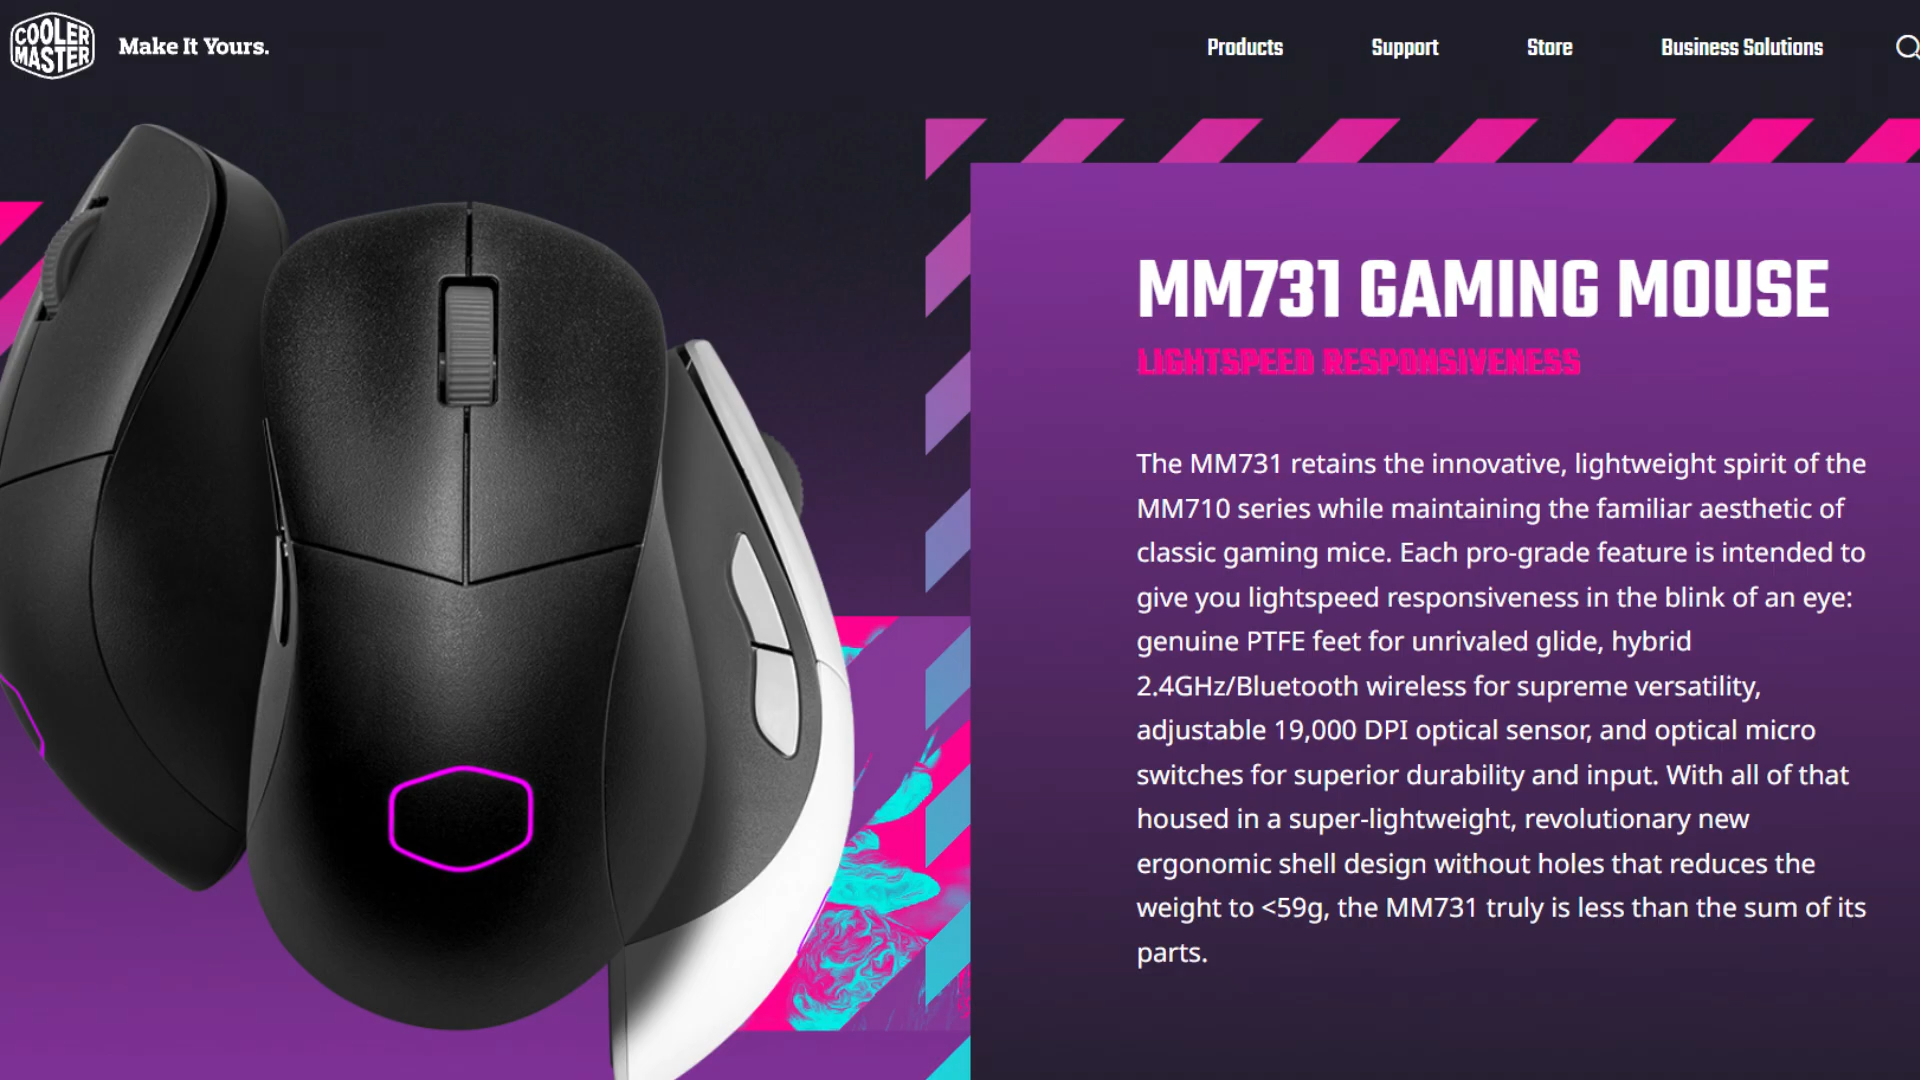 COOLER
MASTER
Make It Yours.
Products
Support
Store
Business Solutions
MM731 GAMING MOUSE
LIGHTSPEED RESPONSIVENESS
The MM731 retains the innovative, lightweight spirit of the
MM710 series while maintaining the familiar aesthetic of
classic gaming mice. Each pro-grade feature is intended to
give you lightspeed responsiveness in the blink of an eye:
genuine PTFE feet for unrivaled glide, hybrid
2.4GHz/Bluetooth wireless for supreme versatility,
adjustable 19,000 DPI optical sensor, and optical micro
switches for superior durability and input. With all of that
housed in a super-lightweight, revolutionary new
ergonomic shell design without holes that reduces the
weight to <59g, the MM731 truly is less than the sum of its
parts.